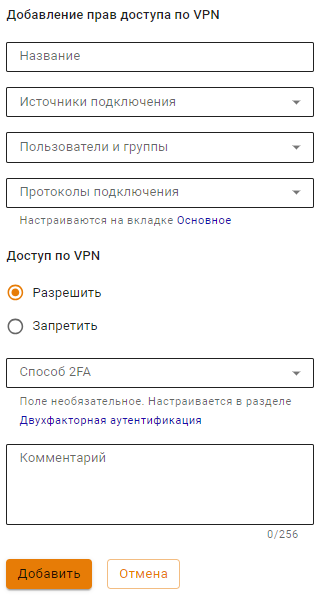 Добавление прав доступа по VPN
Название
Источники подключения
Пользователи и группы
Протоколы подключения
Настраиваются на вкладке Основное
Доступ по VPN
Разрешить
Запретить
Способ 2FA
Поле необязательное. Настраивается в разделе
Двухфакторная аутентификация
Комментарий
0/256
Добавить
Отмена